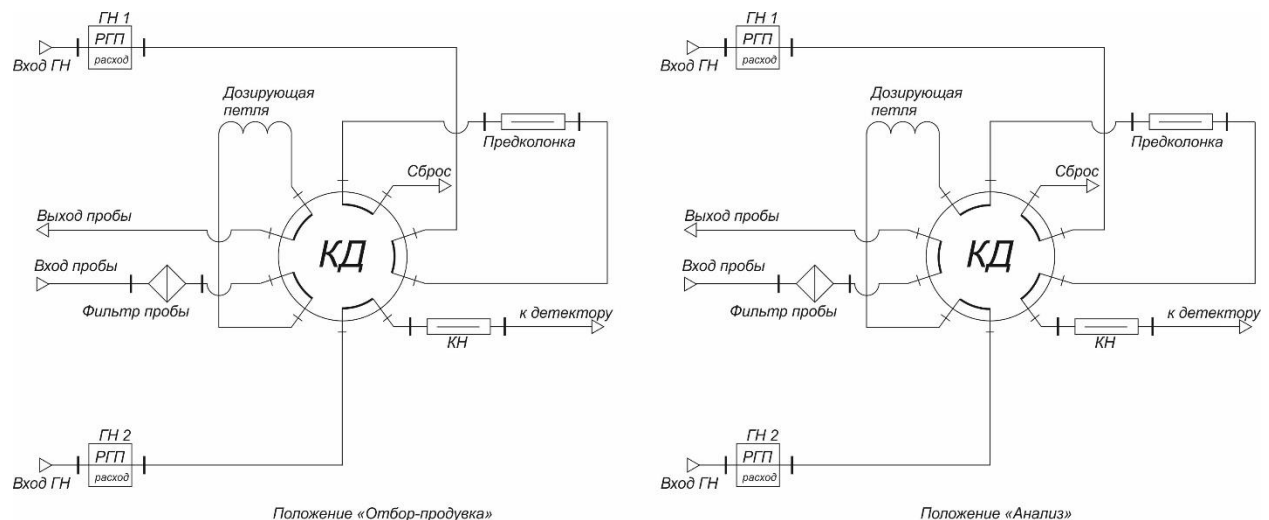 ГН 1
РГП
расход
Вход ГН
Дозирующая
петля
Предколонка
Сброс
Выход пробы
КД
Вход пробы
Фильтр пробы
к детектору
КН
ГН 2
РГП
расход
Вход ГН
Положение «Отбор-продувка»
ГН 1
РГП
расход
Вход ГН
Дозирующая
петля
Предколонка
Сброс
Выход пробы
КД
Вход пробы
Фильтр пробы
к детектору
КН
ГН 2
РГП
расход
Вход ГН
Положение «Анализ»